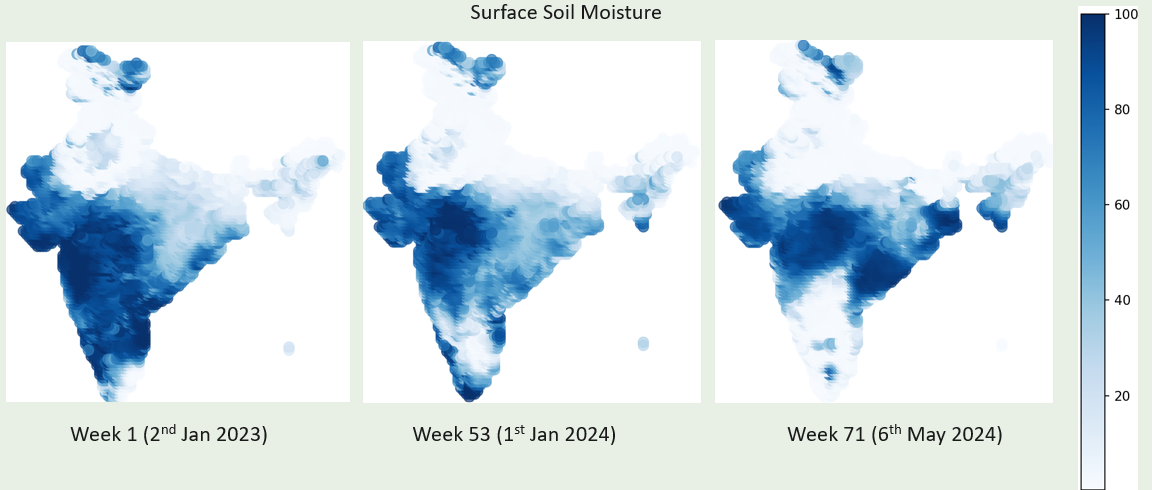 Surface Soil Moisture
100
80
60
40
20
Week 1 (2nd Jan 2023)
Week 53 (1st Jan 2024)
Week 71 (6th May 2024)